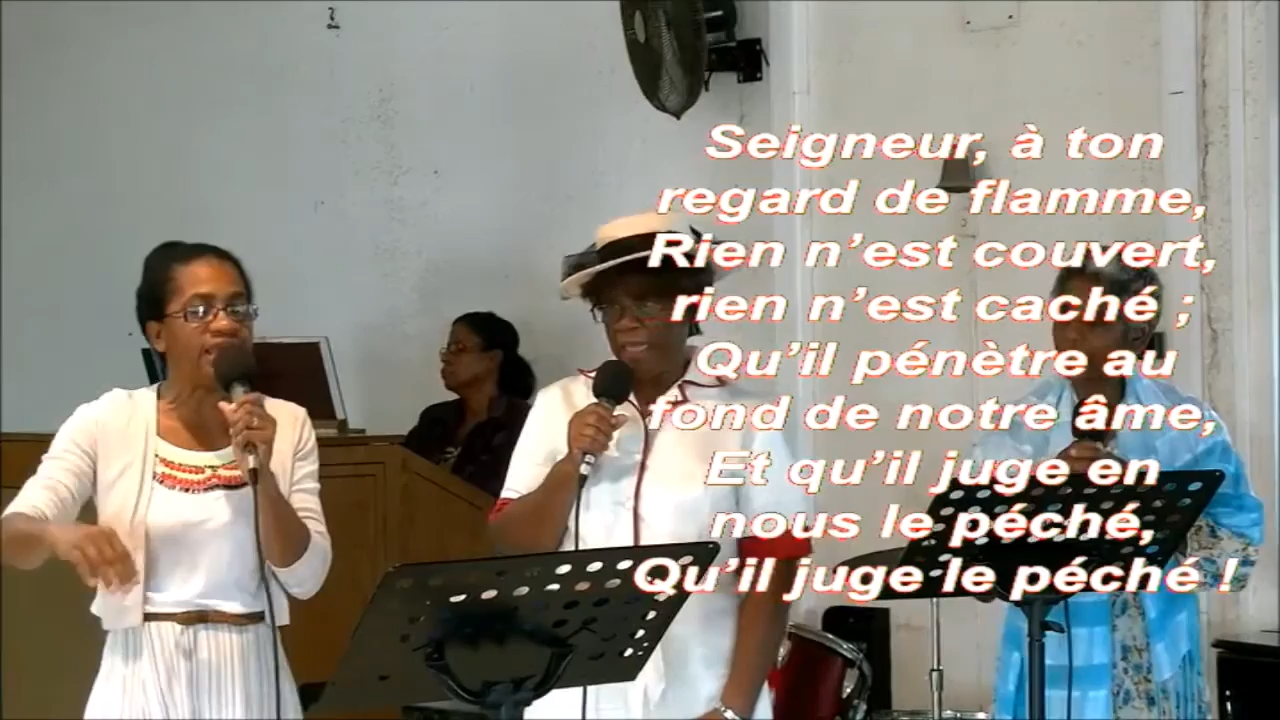 Seigneur, à ton
regard de flamme,
Rien n’est couvert,
rien n’est caché ;
Qu’il pénètre au
fond de notre âme,
Et qu’il juge en
nous le péché,
Qu’il juge le péché !